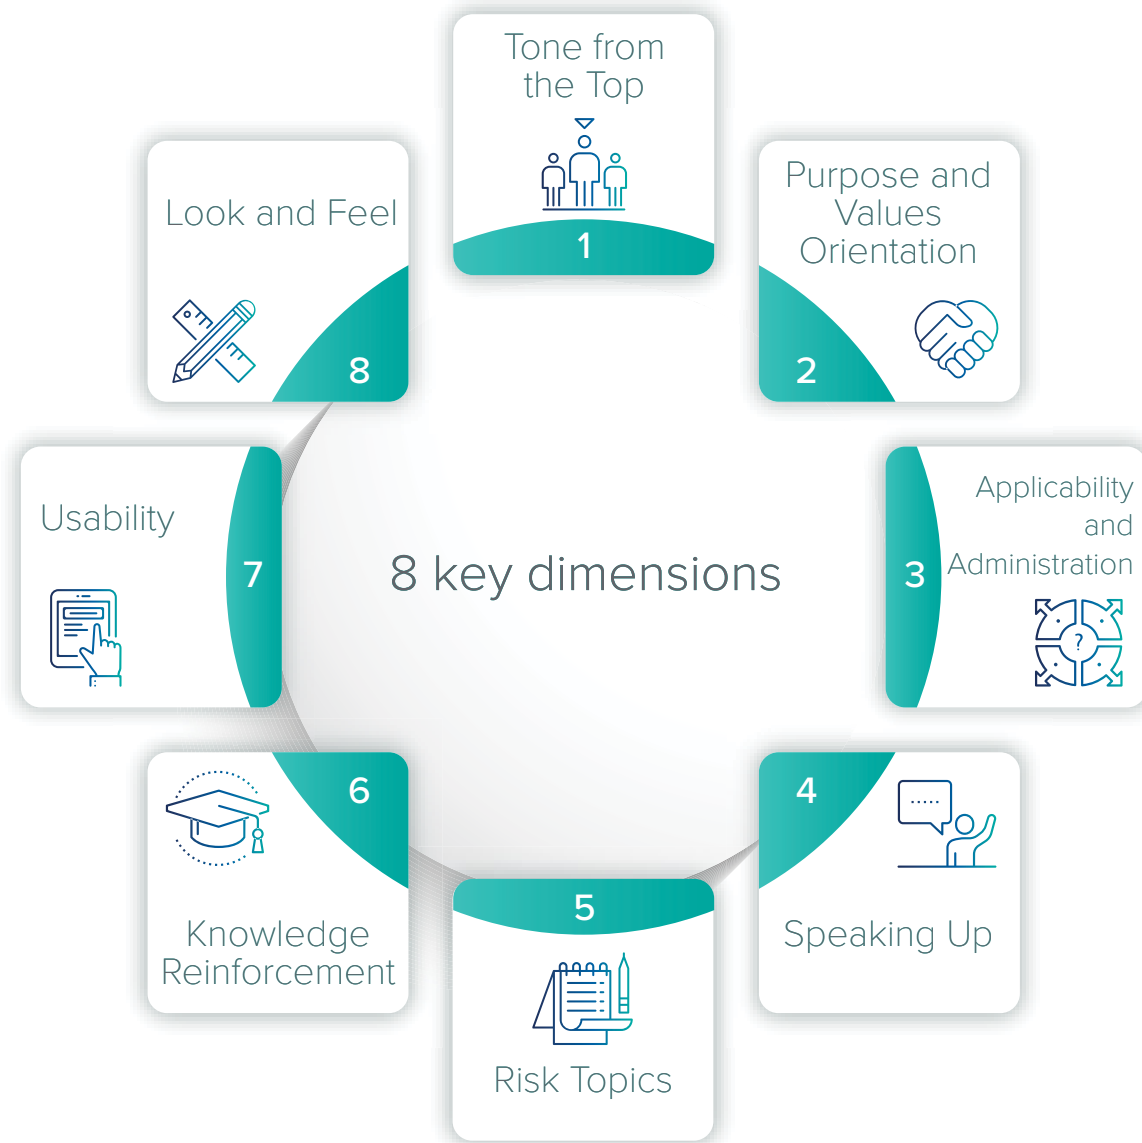 Tone from
the Top
1
Purpose and
Values
Orientation
2
Applicability
and
Administration
3
?
4
Speaking Up
5
Risk Topics
6
Knowledge
Reinforcement
7
Usability
8
Look and Feel
8 key dimensions